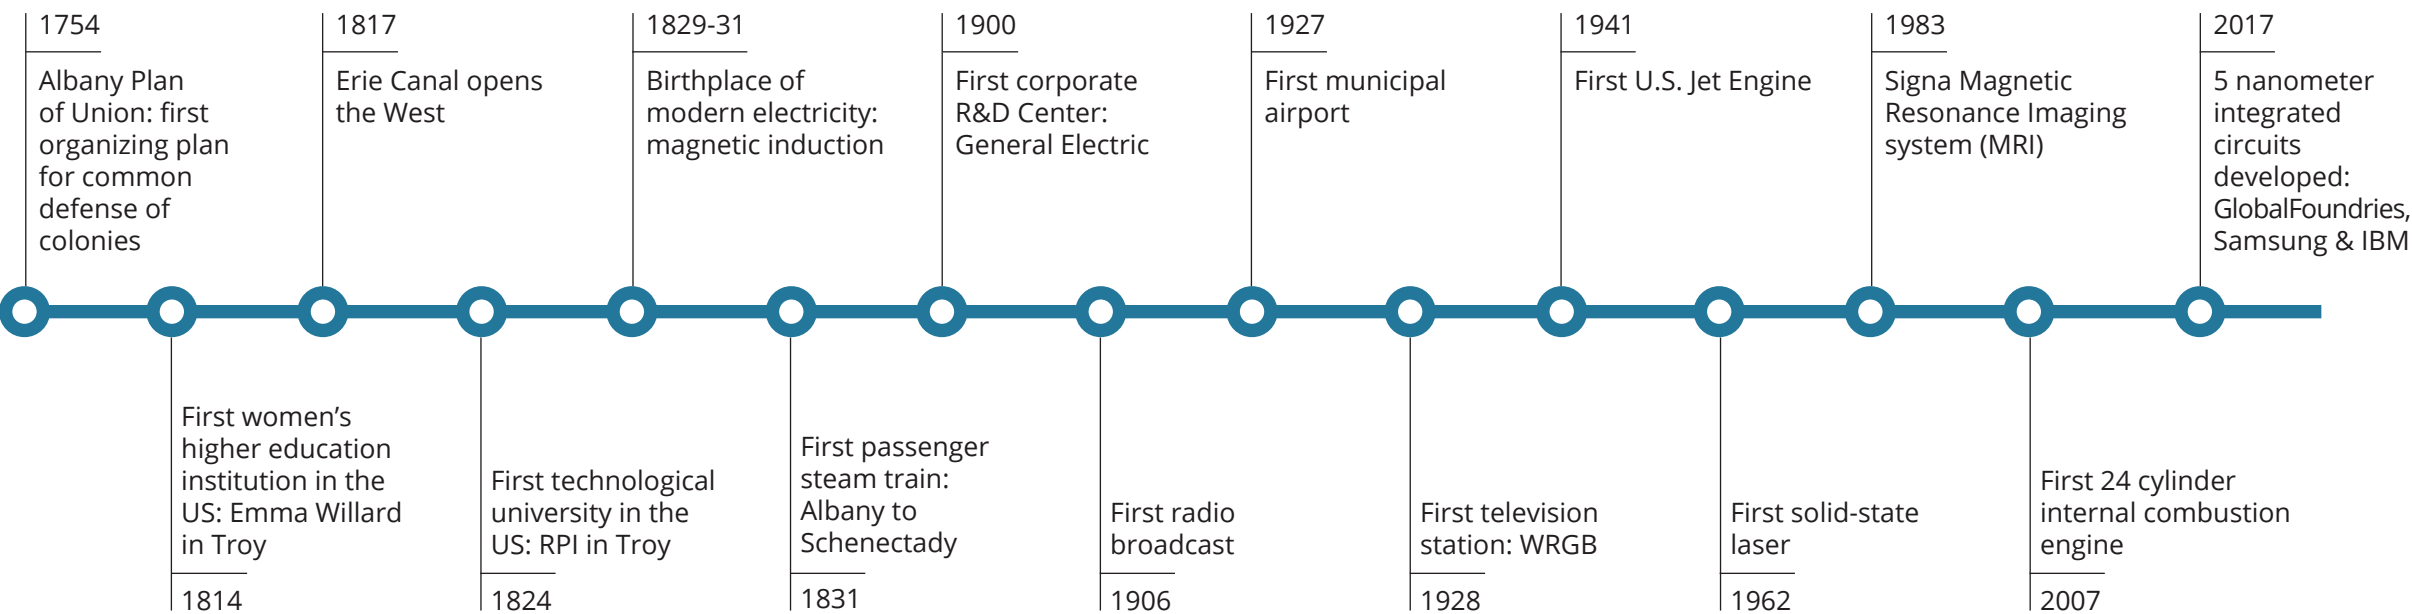 1754
Albany Plan
of Union: first
organizing plan
for common
defense of
colonies
1817
Erie Canal opens
the West
1829-31
Birthplace of
modern electricity:
magnetic induction
1900
First corporate
R&D Center:
General Electric
1927
First municipal
airport
1941
First U.S. Jet Engine
1983
Signa Magnetic
Resonance Imaging
system (MRI)
2017
5 nanometer
integrated
circuits
developed:
GlobalFoundries,
Samsung & IBM
First women’s
higher education
institution in the
US: Emma Willard
in Troy
1814
First technological
university in the
US: RPI in Troy
1824
First passenger
steam train:
Albany to
Schenectady
1831
First radio
broadcast
1906
First television
station: WRGB
1928
First solid-state
laser
1962
First 24 cylinder
internal combustion
engine
2007